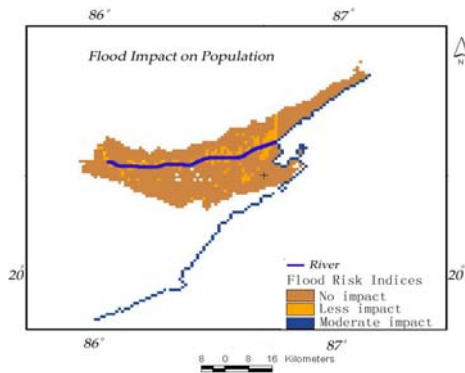 86° 87°
Flood Impact on Population
N
River
Flood Risk Indices
No impact
Less impact
Moderate impact
20° 20°
86° 87°
8 0 8 16 Kilometers